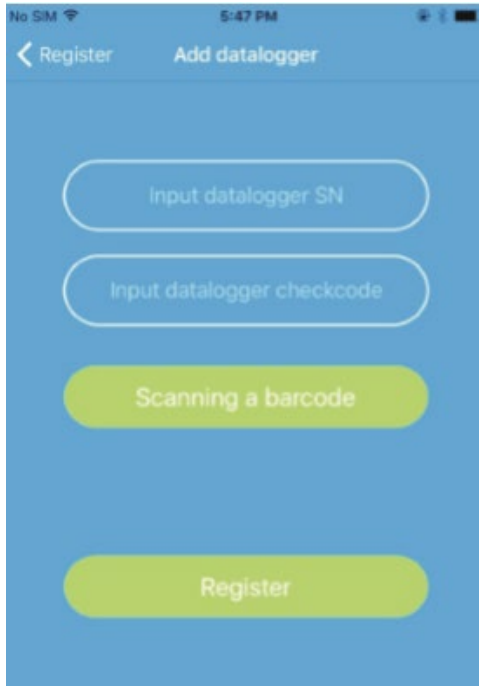 No SIM 5:47 PM
Register Add datalogger
Input datalogger SN
Input datalogger checkcode
Scanning a barcode
Register